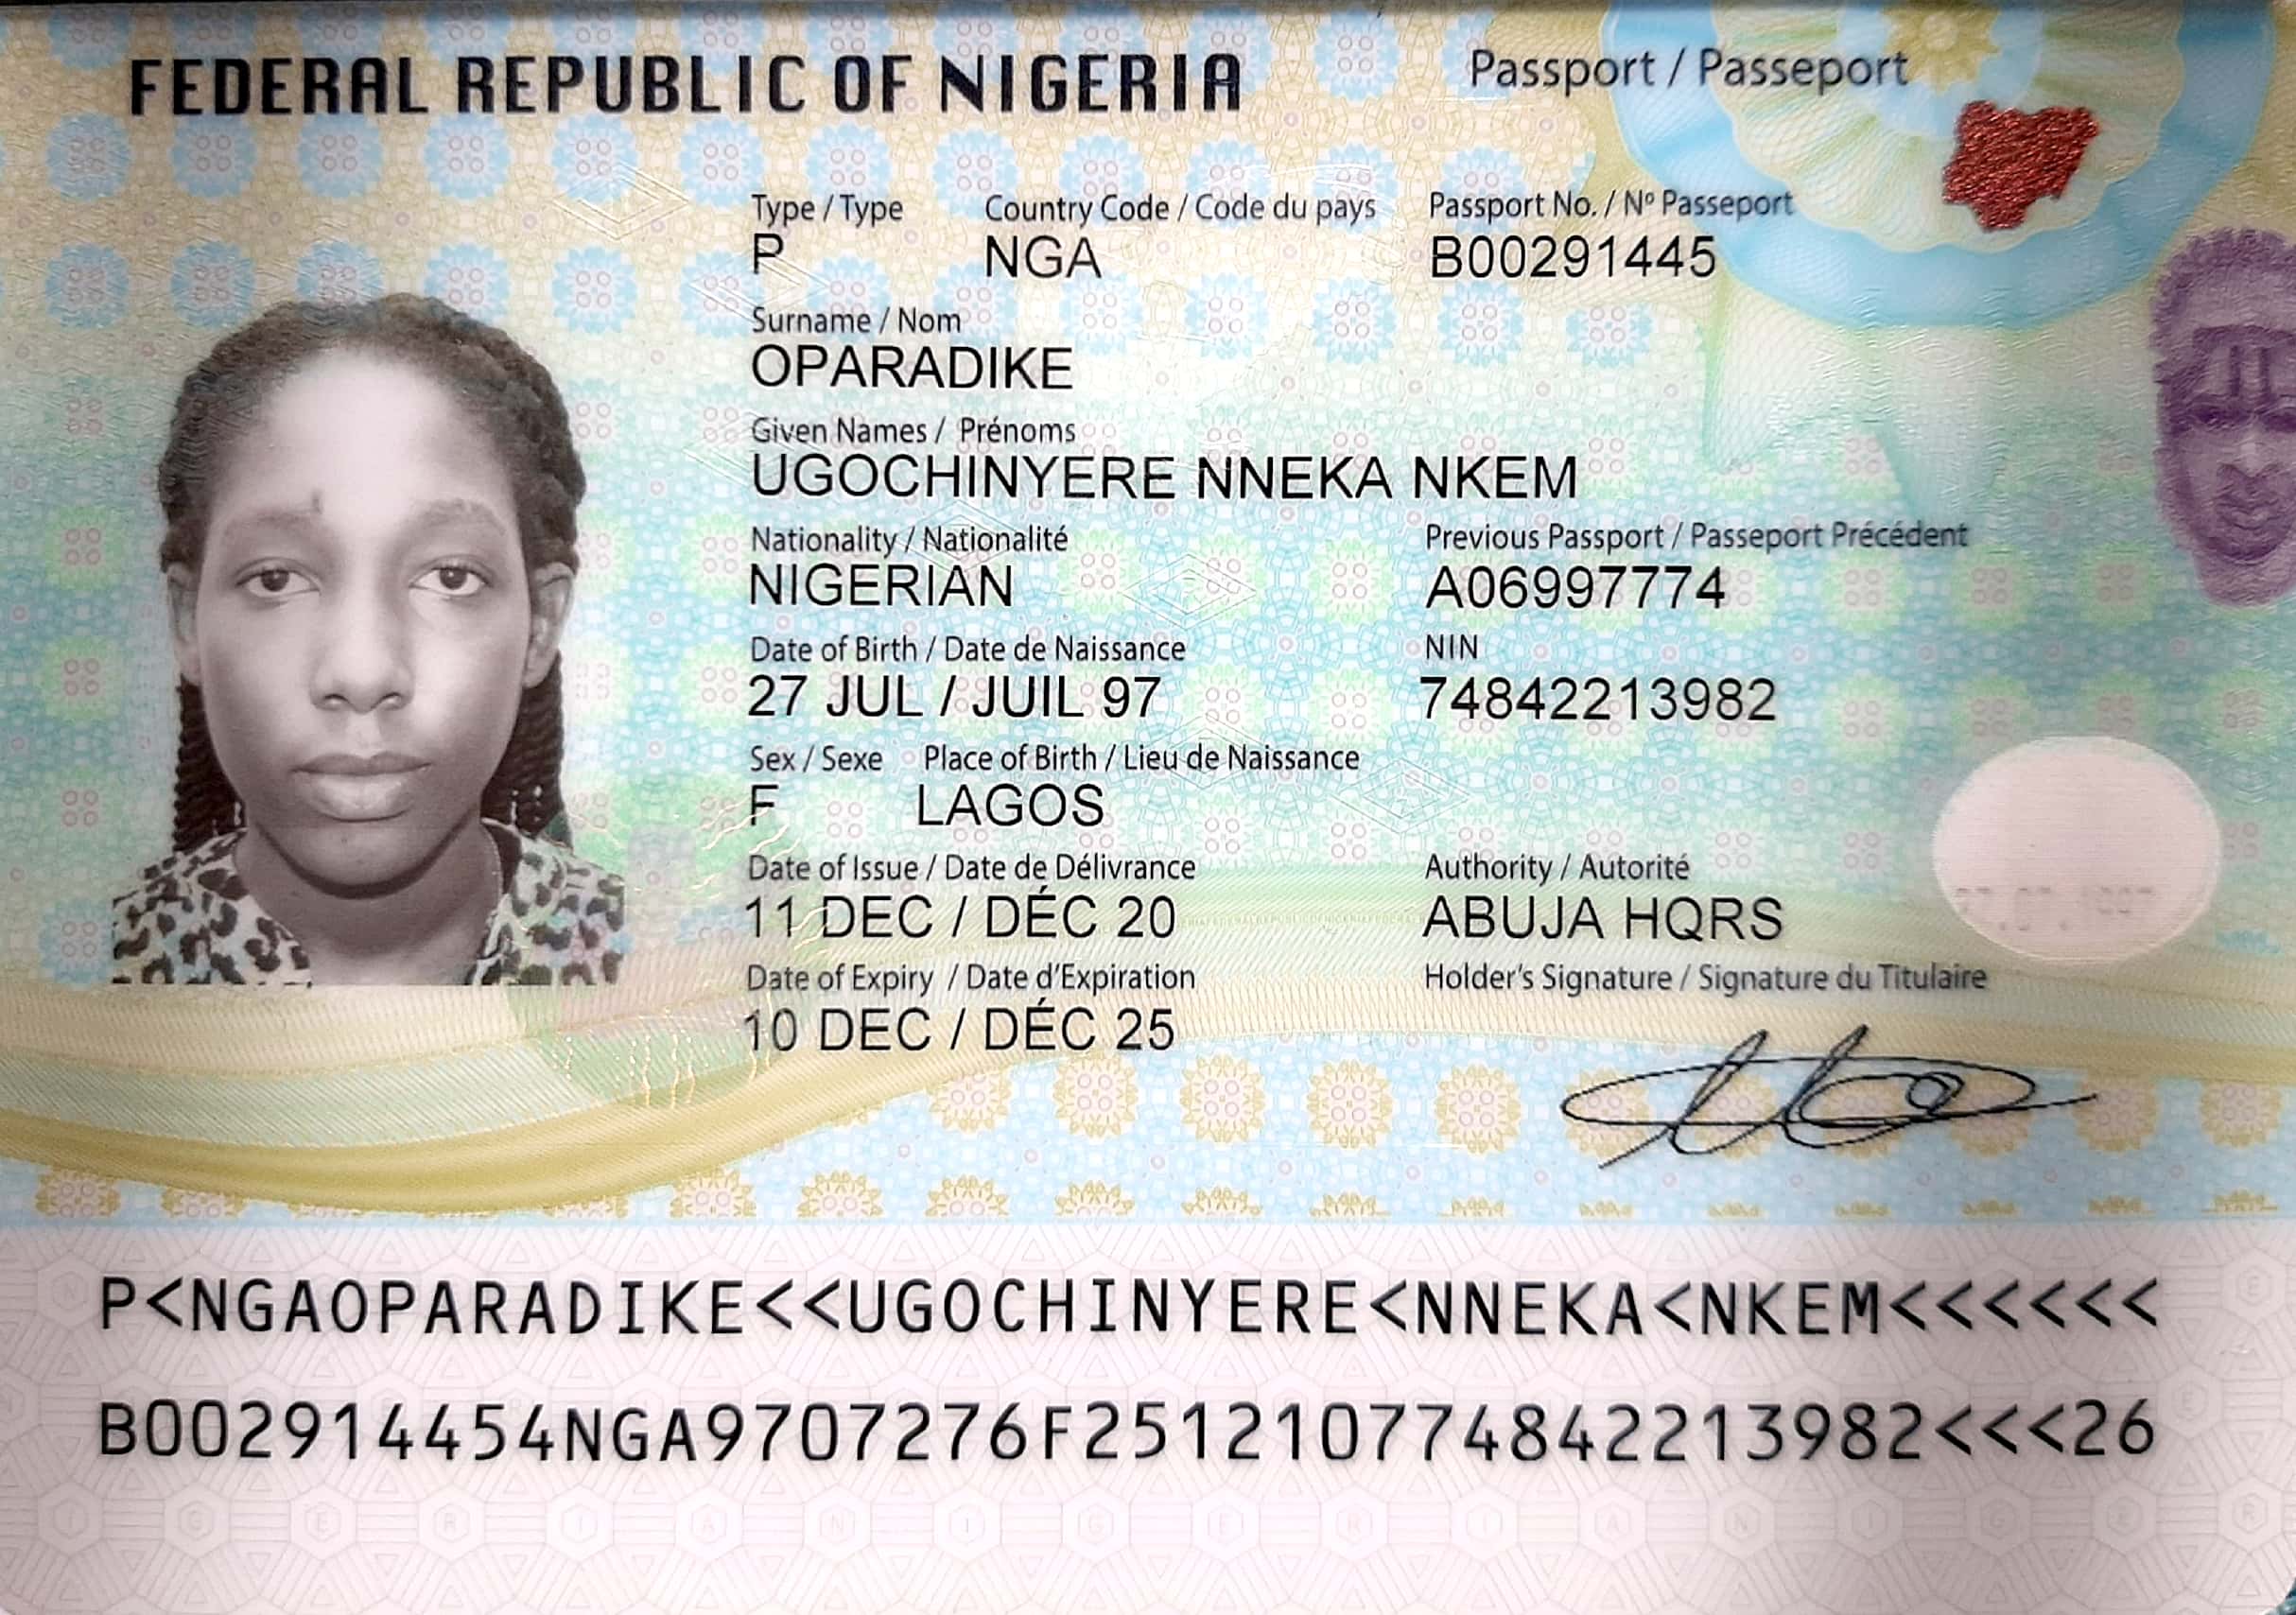 FEDERAL REPUBLIC OF NIGERIA
Passport / Passeport
Type / Type Country Code / Code du pays Passport No. / Nº Passeport
P NGA B00291445
Surname / Nom
OPARADIKE
Given Names / Prénoms
UGOCHINYERE NNEKA NKEM
Nationality / Nationalité Previous Passport / Passeport Précédent
NIGERIAN A06997774
Date of Birth / Date de Naissance NIN
27 JUL / JUIL 97 74842213982
Sex / Sexe Place of Birth / Lieu de Naissance
F LAGOS
Date of Issue / Date de Délivrance Authority / Autorité
11 DEC / DÉC 20 ABUJA HQRS
Date of Expiry / Date d'Expiration Holder's Signature / Signature du Titulaire
10 DEC / DÉC 25
P<NGAOPARADIKE<<UGOCHINYERE<NNEKA<NKEM<<<<<<
B002914454NGA9707276F251210774842213982<<<26